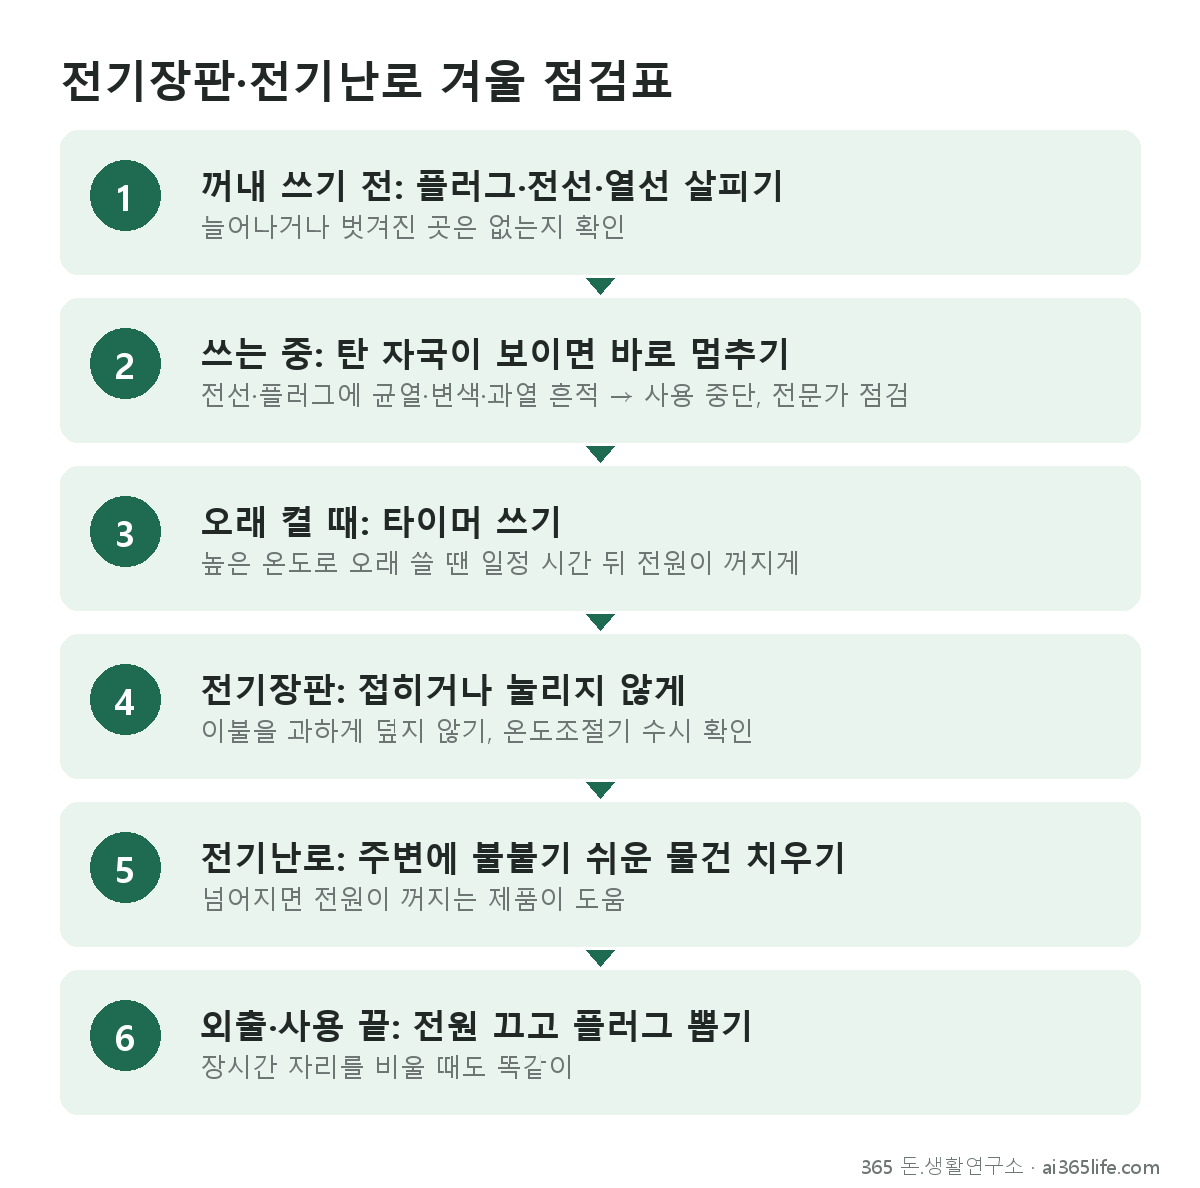 전기장판·전기난로 겨울 점검표
1
꺼내 쓰기 전: 플러그·전선·열선 살피기
늘어나거나 벗겨진 곳은 없는지 확인
2
쓰는 중: 탄 자국이 보이면 바로 멈추기
전선·플러그에 균열·변색·과열 흔적 → 사용 중단, 전문가 점검
3
오래 켤 때: 타이머 쓰기
높은 온도로 오래 쓸 땐 일정 시간 뒤 전원이 꺼지게
4
전기장판: 접히거나 눌리지 않게
이불을 과하게 덮지 않기, 온도조절기 수시 확인
5
전기난로: 주변에 불붙기 쉬운 물건 치우기
넘어지면 전원이 꺼지는 제품이 도움
6
외출·사용 끝: 전원 끄고 플러그 뽑기
장시간 자리를 비울 때도 똑같이
365 돈.생활연구소 · ai365life.com